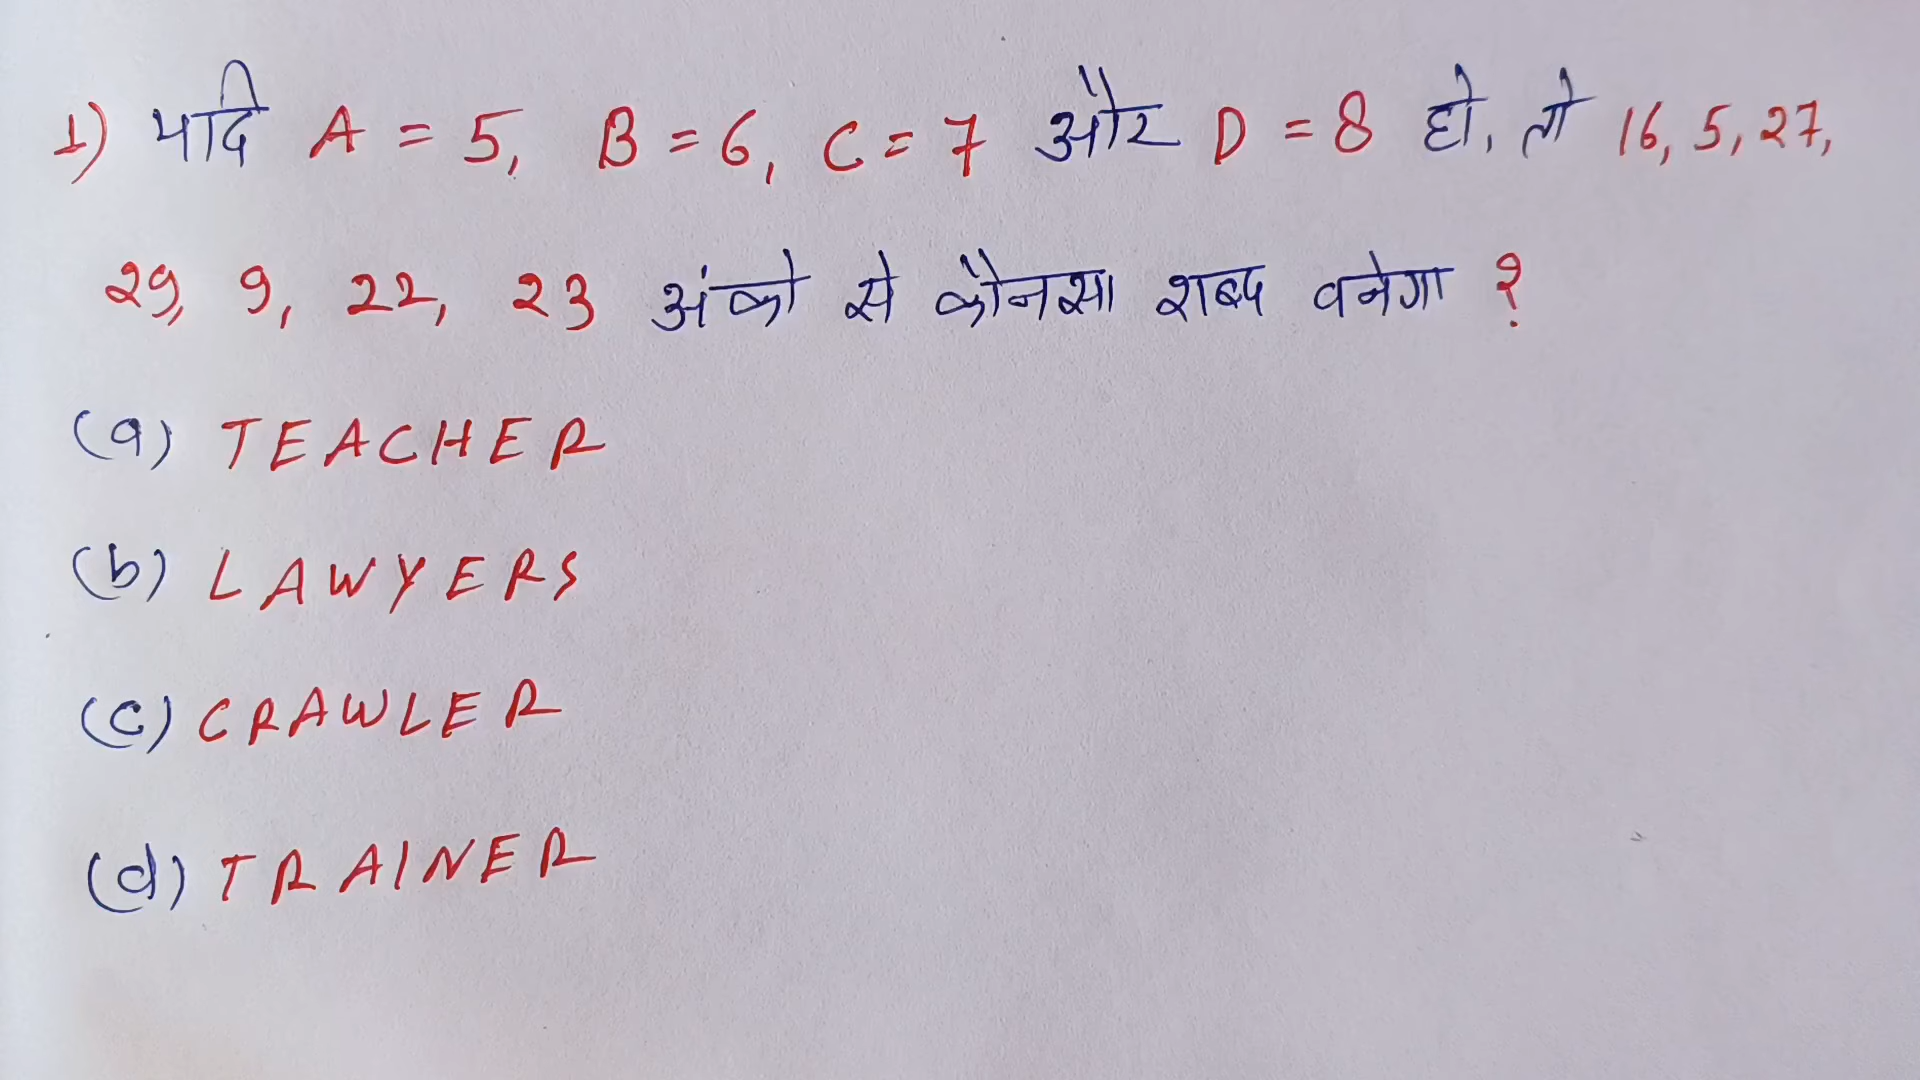 1) यदि A = 5, B = 6, C = 7 और D = 8 हो, तो 16, 5, 27,
29, 9, 22, 23 अंको से कौनसा शब्द बनेगा ?
(a) TEACHER
(b) LAWYERS
(c) CRAWLER
(d) TRAINER